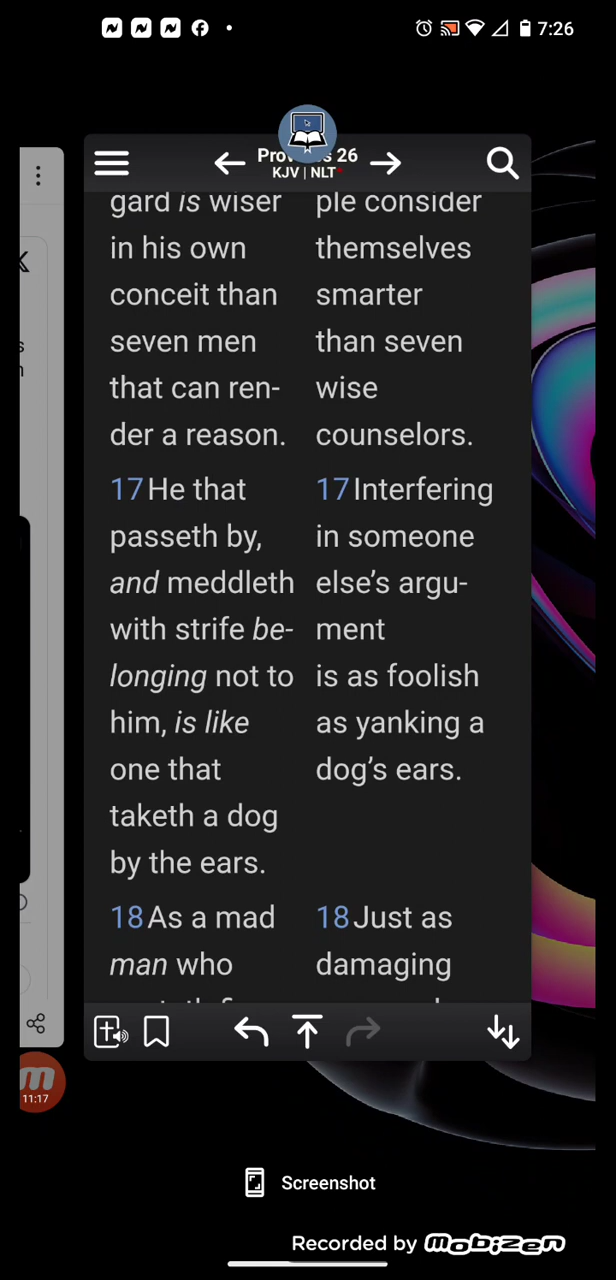 7:26
Proverbs 26
KJV | NLT
gard is wiser
in his own
conceit than
seven men
that can ren-
der a reason.
17 He that
passeth by,
and meddleth
with strife be-
longing not to
him, is like
one that
taketh a dog
by the ears.
18 As a mad
man who
ple consider
themselves
smarter
than seven
wise
counselors.
17 Interfering
in someone
else’s argu-
ment
is as foolish
as yanking a
dog’s ears.
18 Just as
damaging
11:17
Screenshot
Recorded by mobizen